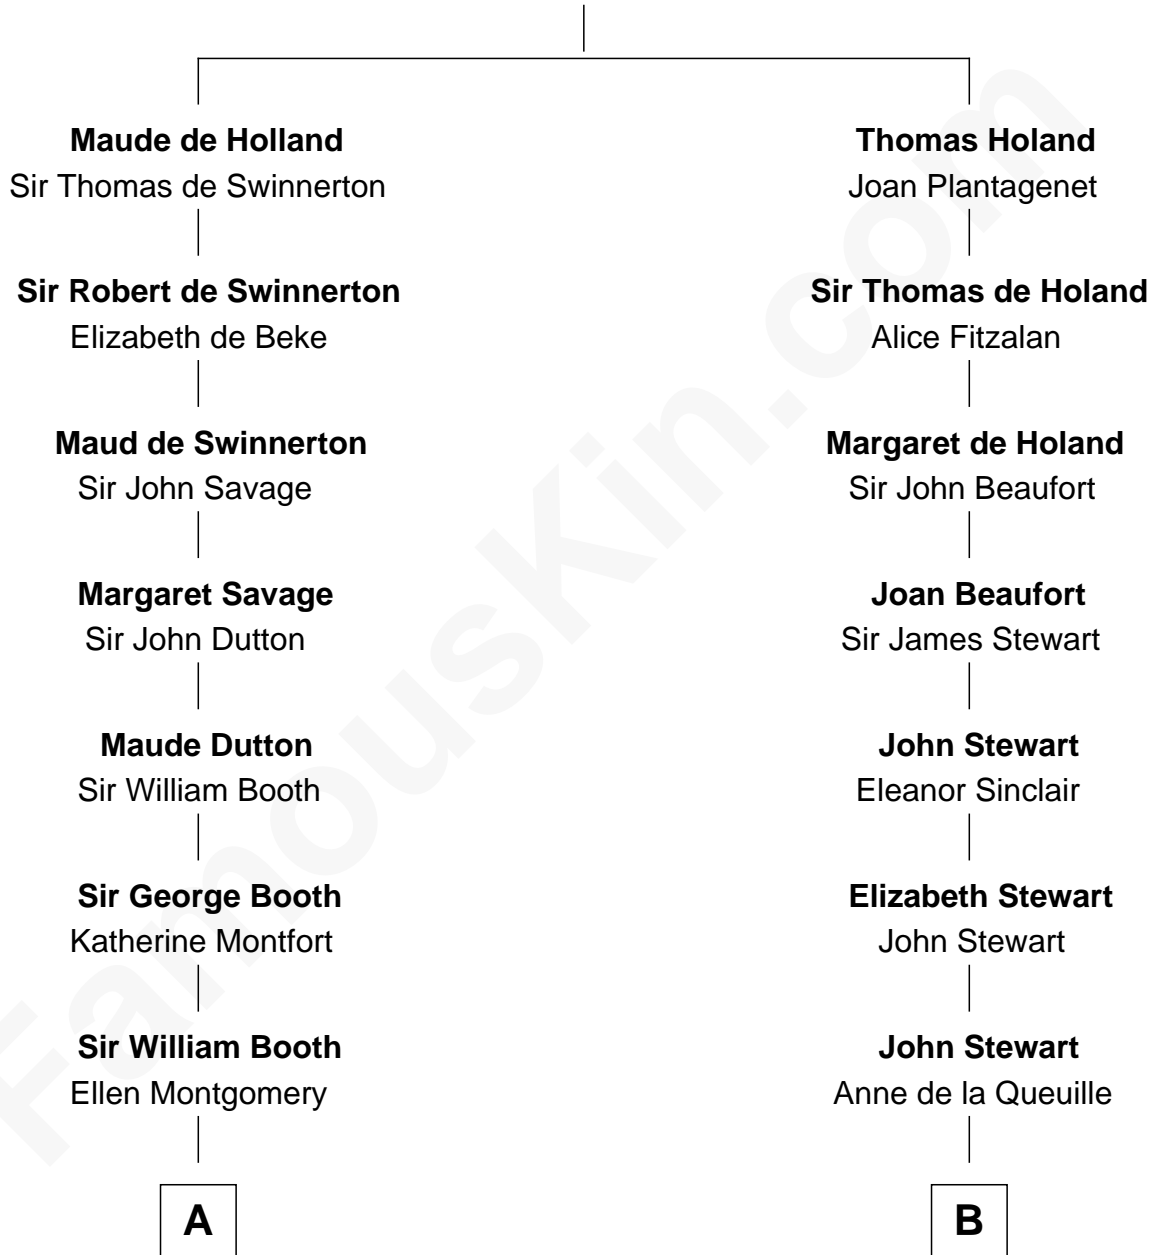 Maude de Holland
Sir Thomas de Swinnerton
Sir Robert de Swinnerton
Elizabeth de Beke
Maud de Swinnerton
Sir John Savage
Margaret Savage
Sir John Dutton
Maude Dutton
Sir William Booth
Sir George Booth
Katherine Montfort
Sir William Booth
Ellen Montgomery
A
Thomas Holand
Joan Plantagenet
Sir Thomas de Holand
Alice Fitzalan
Margaret de Holand
Sir John Beaufort
Joan Beaufort
Sir James Stewart
John Stewart
Eleanor Sinclair
Elizabeth Stewart
John Stewart
John Stewart
Anne de la Queuille
B
FamousKin.com